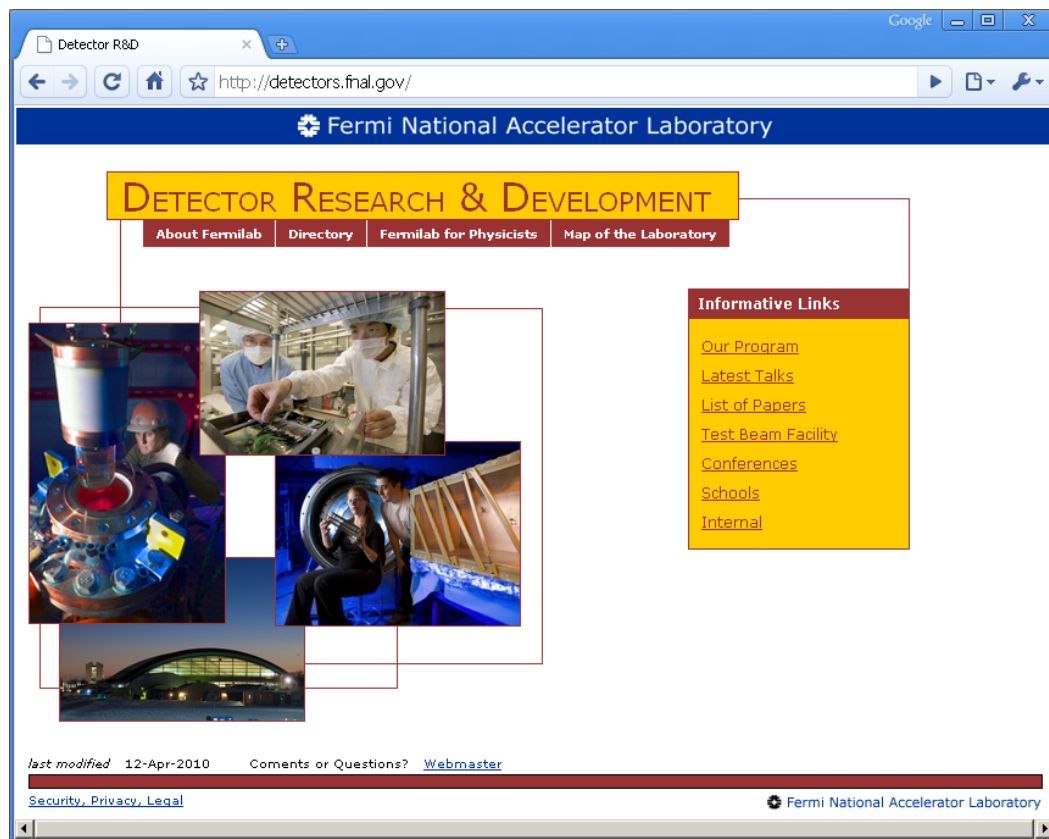 Google
Detector R&D
http://detectors.fnal.gov/
Fermi National Accelerator Laboratory
DETECTOR RESEARCH & DEVELOPMENT
About Fermilab Directory Fermilab for Physicists Map of the Laboratory
Informative Links
Our Program
Latest Talks
List of Papers
Test Beam Facility
Conferences
Schools
Internal
last modified 12-Apr-2010 Coments or Questions? Webmaster
Security, Privacy, Legal
Fermi National Accelerator Laboratory